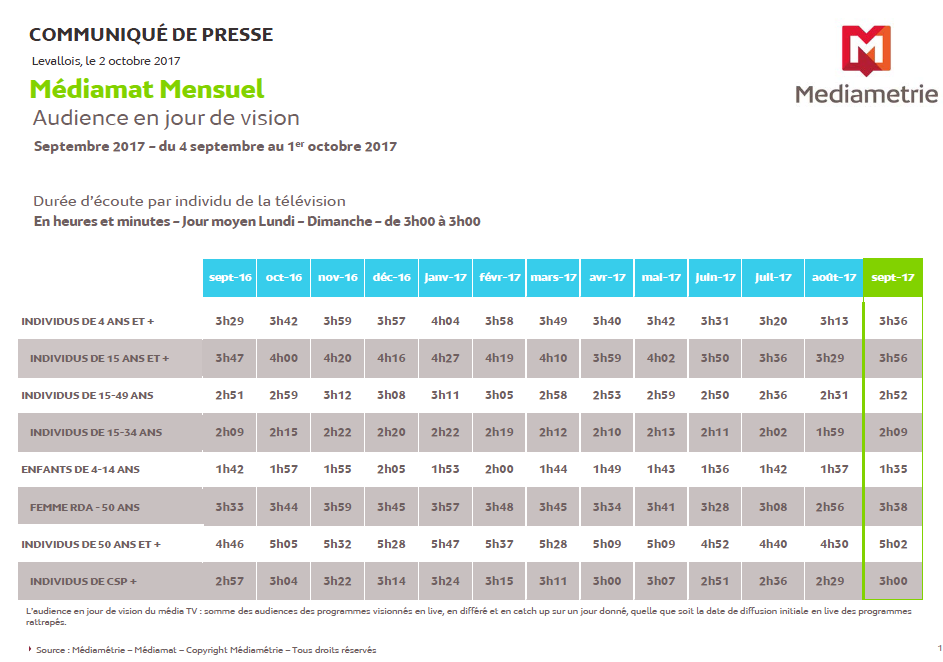 COMMUNIQUÉ DE PRESSE
Levallois, le 2 octobre 2017
Médiamat Mensuel
Audience en jour de vision
Septembre 2017 – du 4 septembre au 1er octobre 2017
Mediametrie
Durée d'écoute par individu de la télévision
En heures et minutes – Jour moyen Lundi – Dimanche – de 3h00 à 3h00
sept-16 oct-16 nov-16 déc-16 janv-17 févr-17 mars-17 avr-17 mai-17 juin-17 juil-17 août-17 sept-17
INDIVIDUS DE 4 ANS ET + 3h29 3h42 3h59 3h57 4h04 3h58 3h49 3h40 3h42 3h31 3h20 3h13 3h36
INDIVIDUS DE 15 ANS ET + 3h47 4h00 4h20 4h16 4h27 4h19 4h10 3h59 4h02 3h50 3h36 3h29 3h56
INDIVIDUS DE 15-49 ANS 2h51 2h59 3h12 3h08 3h11 3h05 2h58 2h53 2h59 2h50 2h36 2h31 2h52
INDIVIDUS DE 15-34 ANS 2h09 2h15 2h22 2h20 2h22 2h19 2h12 2h10 2h13 2h11 2h02 1h59 2h09
ENFANTS DE 4-14 ANS 1h42 1h57 1h55 2h05 1h53 2h00 1h44 1h49 1h43 1h36 1h42 1h37 1h35
FEMME RDA - 50 ANS 3h33 3h44 3h59 3h45 3h57 3h48 3h45 3h34 3h41 3h28 3h08 2h56 3h38
INDIVIDUS DE 50 ANS ET + 4h46 5h05 5h32 5h28 5h47 5h37 5h28 5h09 5h09 4h52 4h40 4h30 5h02
INDIVIDUS DE CSP + 2h57 3h04 3h22 3h14 3h24 3h15 3h11 3h00 3h07 2h51 2h36 2h29 3h00
L'audience en jour de vision du média TV : somme des audiences des programmes visionnés en live, en différé et en catch up sur un jour donné, quelle que soit la date de diffusion initiale en live des programmes
rattrapés.
Source : Médiamétrie – Médiamat – Copyright Médiamétrie – Tous droits réservés
1